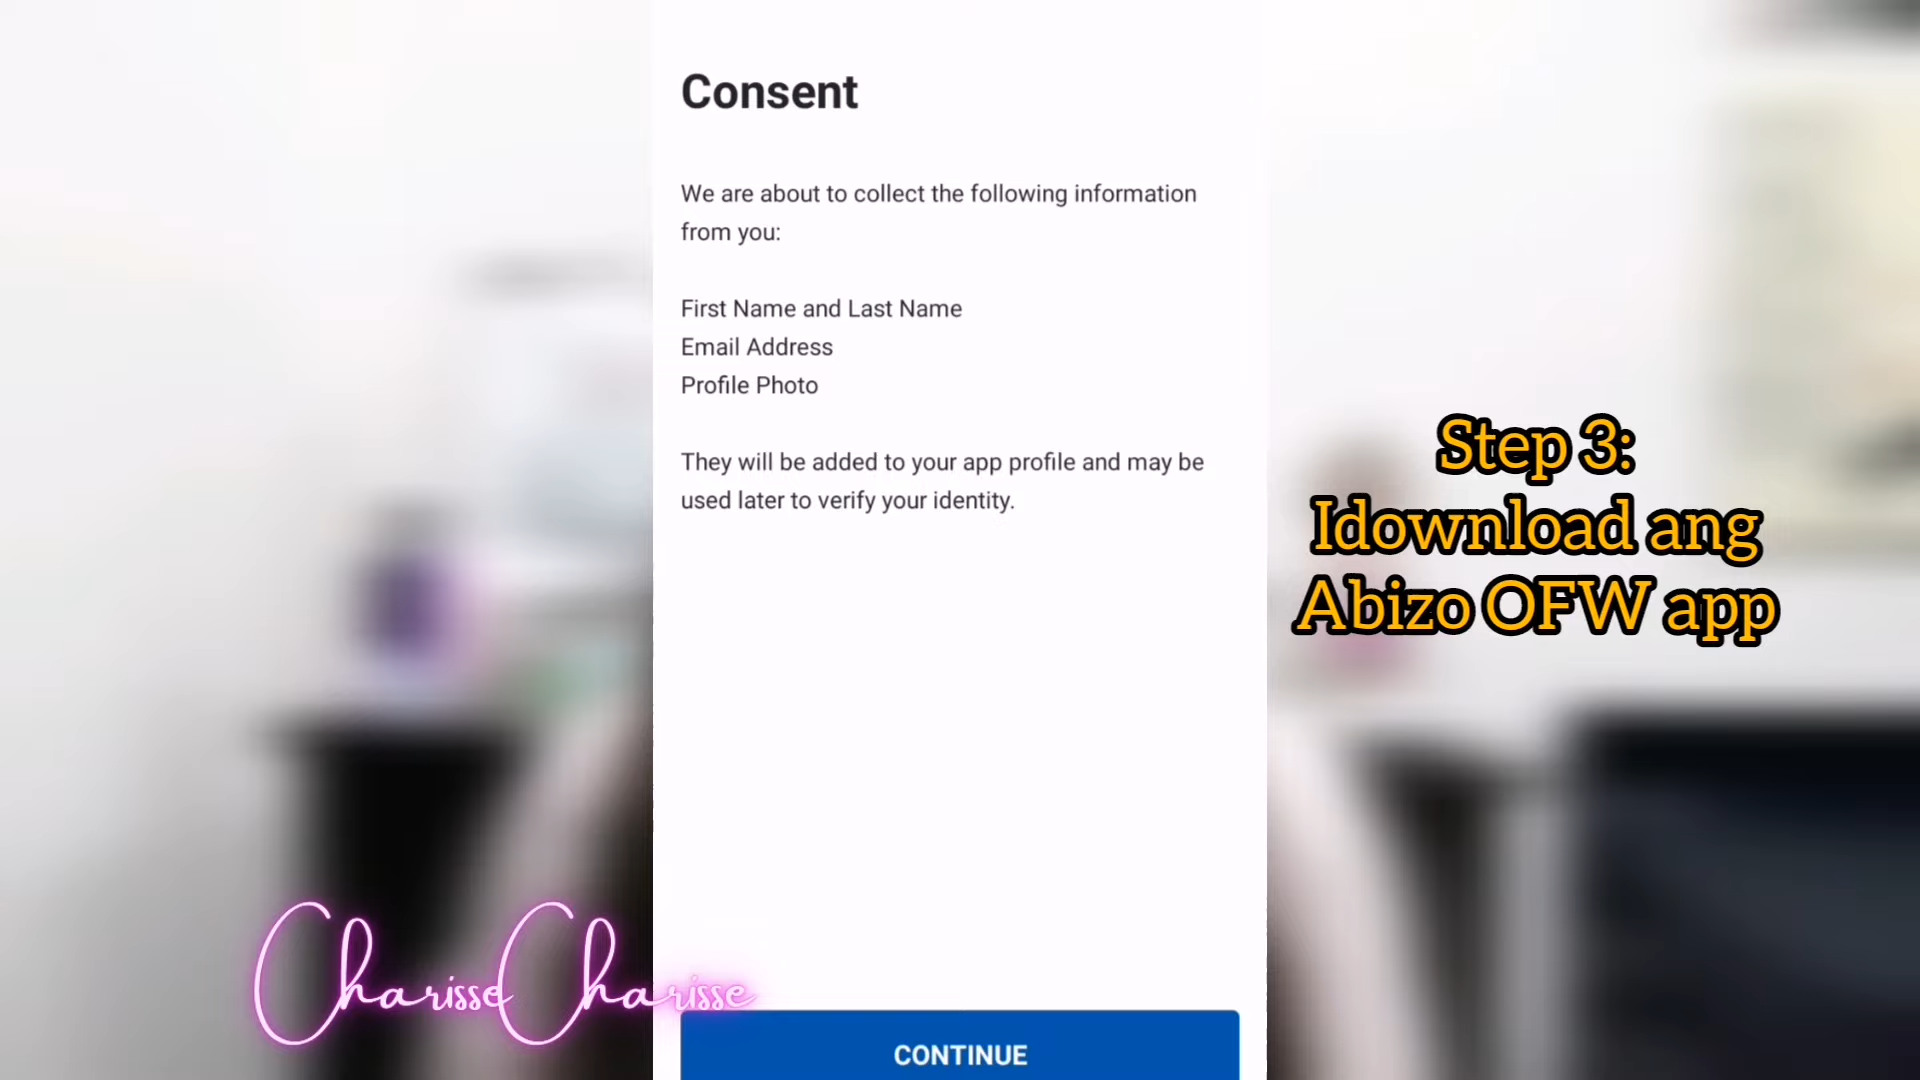 Consent
We are about to collect the following information
from you:
First Name and Last Name
Email Address
Profile Photo
They will be added to your app profile and may be
used later to verify your identity.
Step 3:
Idownload ang
Abizo OFW app
CharisseCharisse
CONTINUE